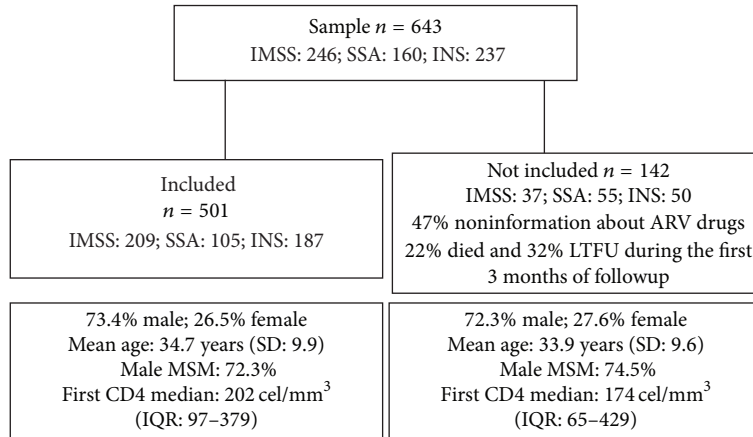 Sample n = 643
IMSS: 246; SSA: 160; INS: 237
Included
n = 501
IMSS: 209; SSA: 105; INS: 187
Not included n = 142
IMSS: 37; SSA: 55; INS: 50
47% noninformation about ARV drugs
22% died and 32% LTFU during the first
3 months of followup
73.4% male; 26.5% female
Mean age: 34.7 years (SD: 9.9)
Male MSM: 72.3%
First CD4 median: 202 cel/mm³
(IQR: 97–379)
72.3% male; 27.6% female
Mean age: 33.9 years (SD: 9.6)
Male MSM: 74.5%
First CD4 median: 174 cel/mm³
(IQR: 65–429)